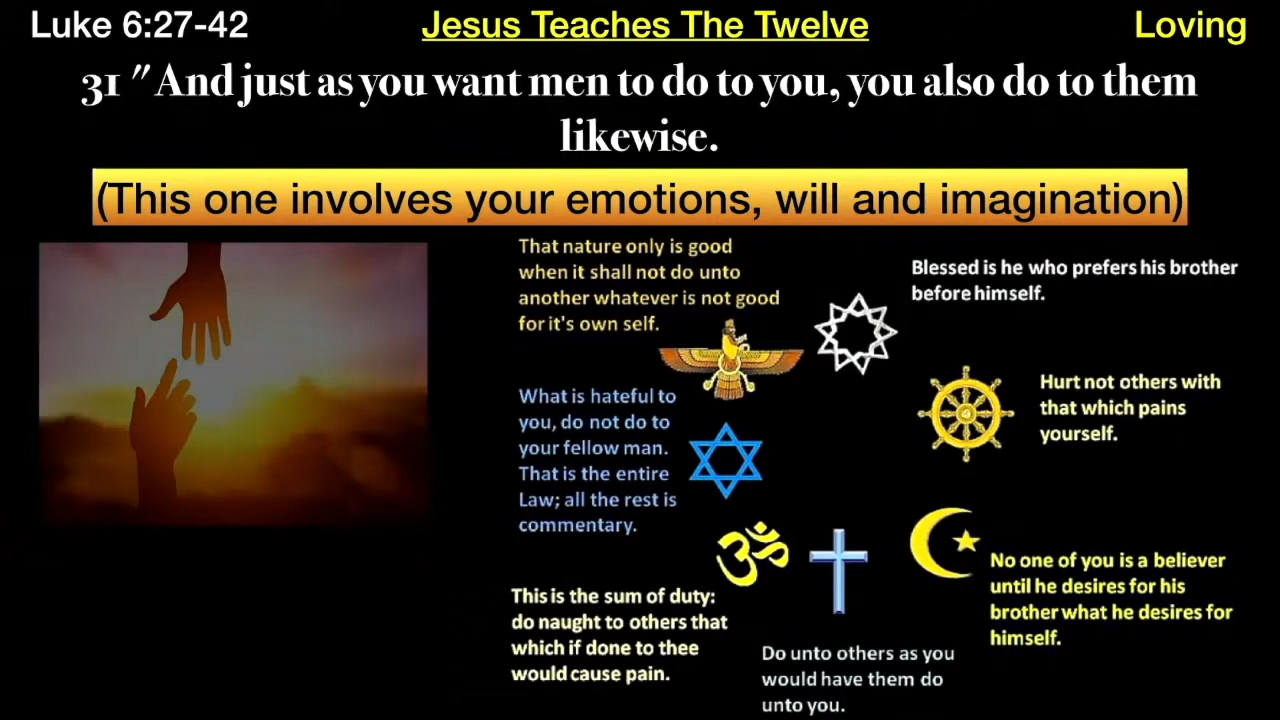 Luke 6:27-42
Jesus Teaches The Twelve
Loving
31 "And just as you want men to do to you, you also do to them
likewise.
(This one involves your emotions, will and imagination)
That nature only is good
when it shall not do unto
another whatever is not good
for it's own self.
Blessed is he who prefers his brother
before himself.
What is hateful to
you, do not do to
your fellow man.
That is the entire
Law; all the rest is
commentary.
Hurt not others with
that which pains
yourself.
ॐ
This is the sum of duty:
do naught to others that
which if done to thee
would cause pain.
No one of you is a believer
until he desires for his
brother what he desires for
himself.
Do unto others as you
would have them do
unto you.